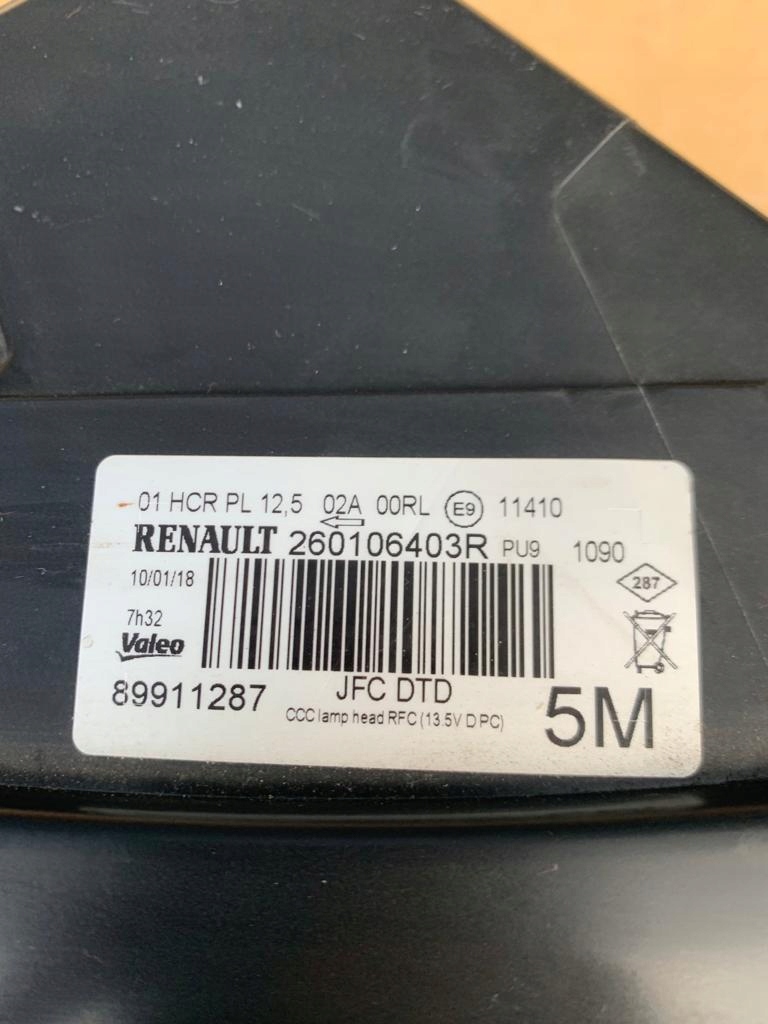 01 HCR PL 12,5 02A 00RL E9 11410
RENAULT 260106403R PU9 1090
10/01/18
287
7h32
Valeo
89911287 JFC DTD 5M
CCC lamp head RFC (13.5V D PC)